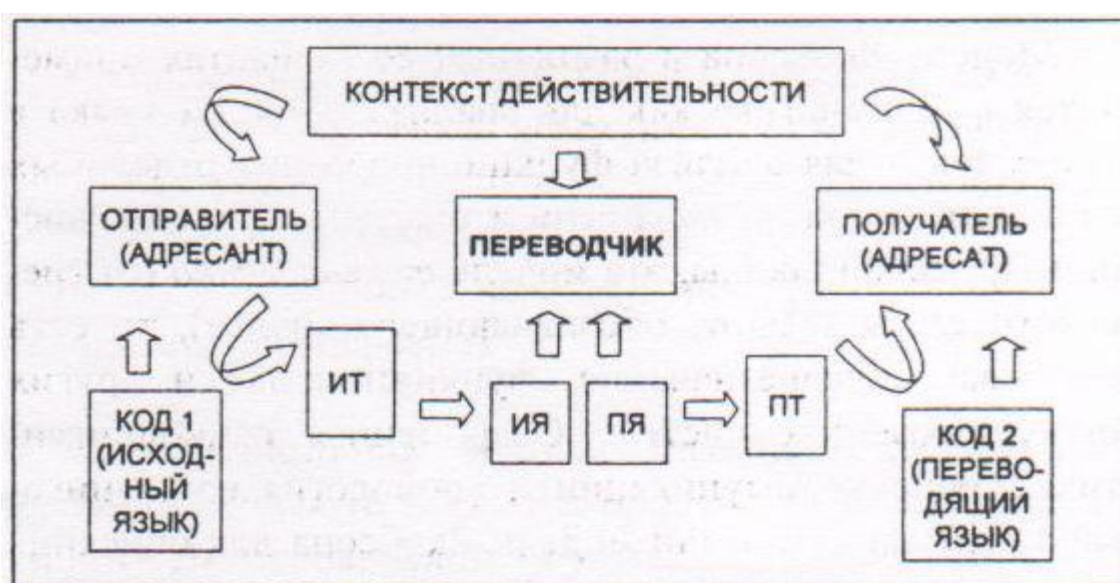 КОНТЕКСТ ДЕЙСТВИТЕЛЬНОСТИ
ОТПРАВИТЕЛЬ
(АДРЕСАНТ)
ПЕРЕВОДЧИК
ПОЛУЧАТЕЛЬ
(АДРЕСАТ)
КОД 1
(ИСХОД-
НЫЙ
ЯЗЫК)
ИТ
ИЯ
ПЯ
ПТ
КОД 2
(ПЕРЕВО-
ДЯЩИЙ
ЯЗЫК)